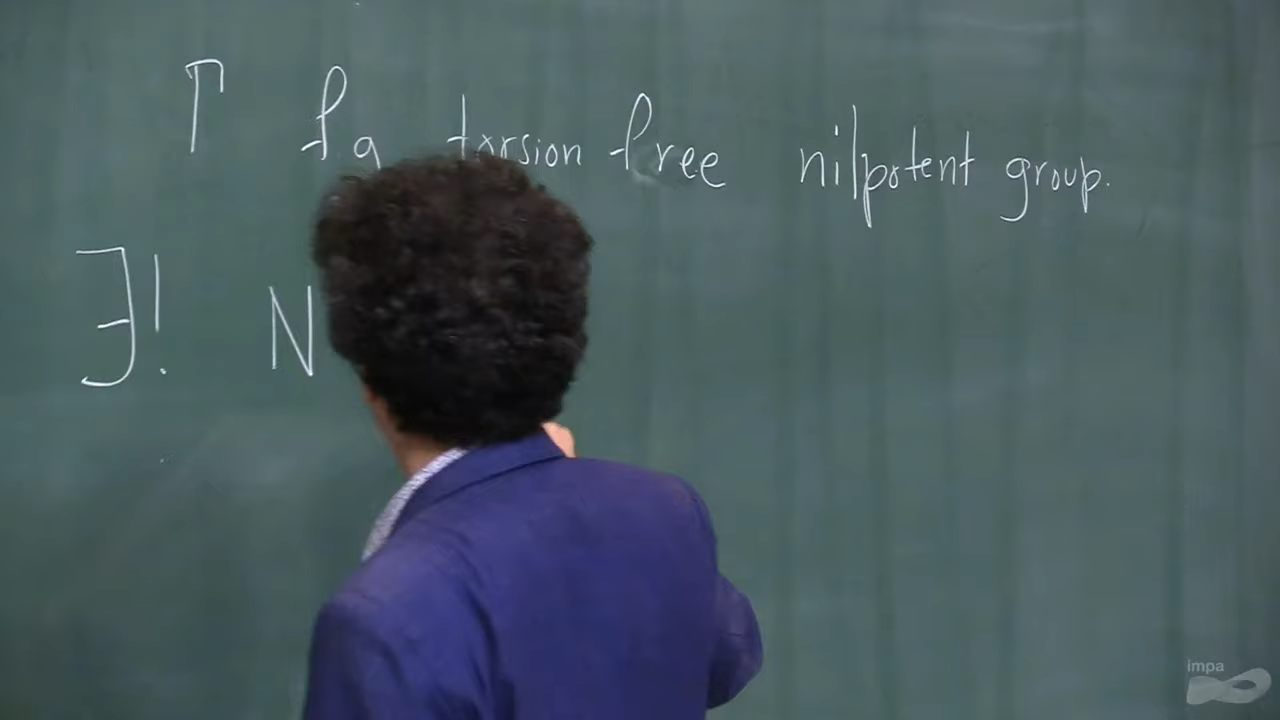 Γ f.g torsion free nilpotent group.
∃! N
impa